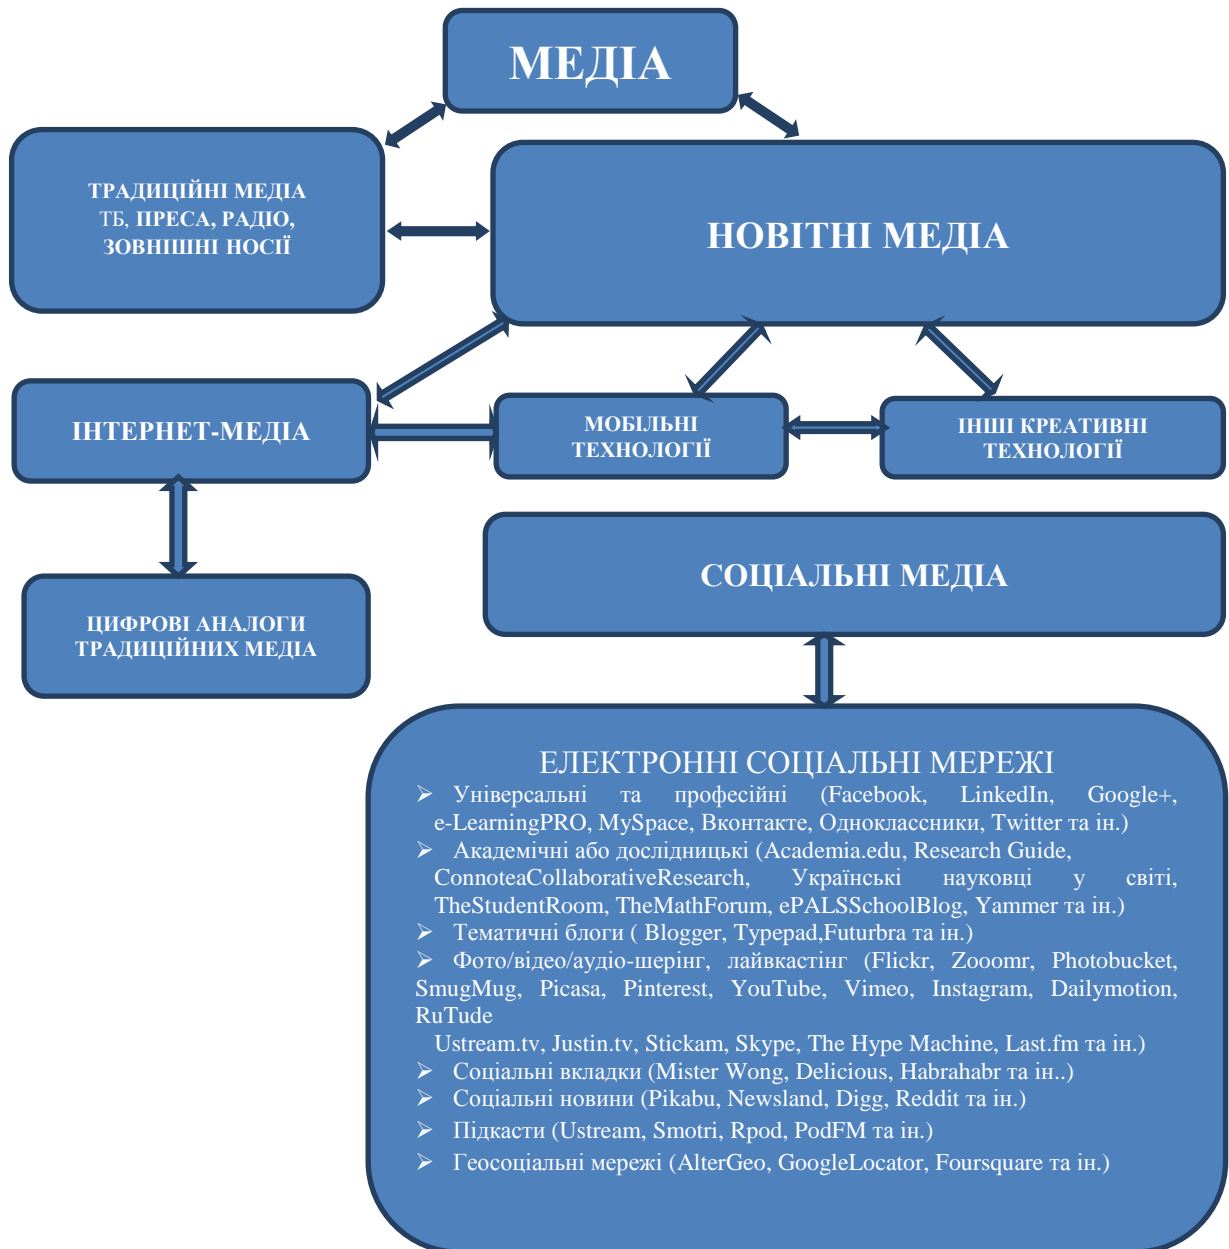 МЕДІА
ТРАДИЦІЙНІ МЕДІА
ТБ, ПРЕСА, РАДІО,
ЗОВНІШНІ НОСІЇ
НОВІТНІ МЕДІА
ІНТЕРНЕТ-МЕДІА
МОБІЛЬНІ
ТЕХНОЛОГІЇ
ІНШІ КРЕАТИВНІ
ТЕХНОЛОГІЇ
СОЦІАЛЬНІ МЕДІА
ЦИФРОВІ АНАЛОГИ
ТРАДИЦІЙНИХ МЕДІА
ЕЛЕКТРОННІ СОЦІАЛЬНІ МЕРЕЖІ
➢ Універсальні та професійні (Facebook, LinkedIn, Google+,
e-LearningPRO, MySpace, Вконтакте, Одноклассники, Twitter та ін.)
➢ Академічні або дослідницькі (Academia.edu, Research Guide,
ConnoteaCollaborativeResearch, Українські науковці у світі,
TheStudentRoom, TheMathForum, ePALSSchoolBlog, Yammer та ін.)
➢ Тематичні блоги ( Blogger, Typepad,Futurbra та ін.)
➢ Фото/відео/аудіо-шерінг, лайвкастінг (Flickr, Zooomr, Photobucket,
SmugMug, Picasa, Pinterest, YouTube, Vimeo, Instagram, Dailymotion,
RuTude
Ustream.tv, Justin.tv, Stickam, Skype, The Hype Machine, Last.fm та ін.)
➢ Соціальні вкладки (Mister Wong, Delicious, Habrahabr та ін..)
➢ Соціальні новини (Pikabu, Newsland, Digg, Reddit та ін.)
➢ Підкасти (Ustream, Smotri, Rpod, PodFM та ін.)
➢ Геосоціальні мережі (AlterGeo, GoogleLocator, Foursquare та ін.)